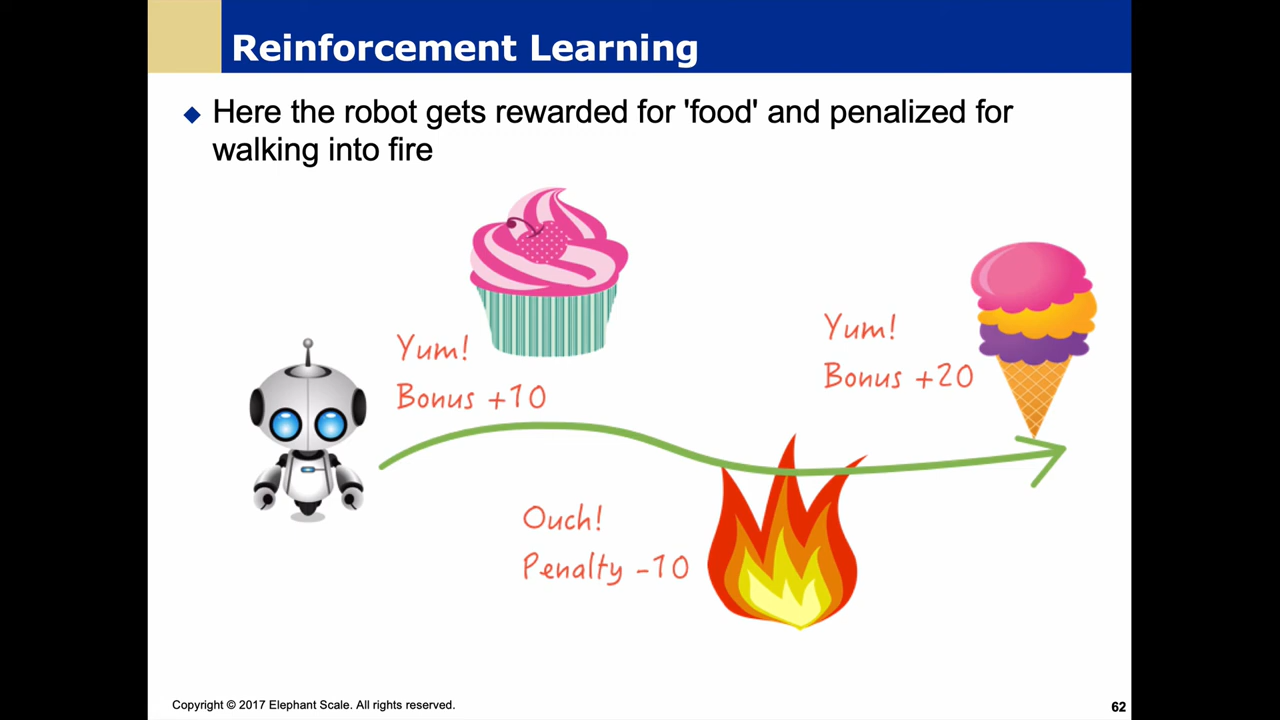 Reinforcement Learning
Here the robot gets rewarded for 'food' and penalized for
walking into fire
Yum!
Bonus +10
Yum!
Bonus +20
Ouch!
Penalty -10
Copyright © 2017 Elephant Scale. All rights reserved.
62